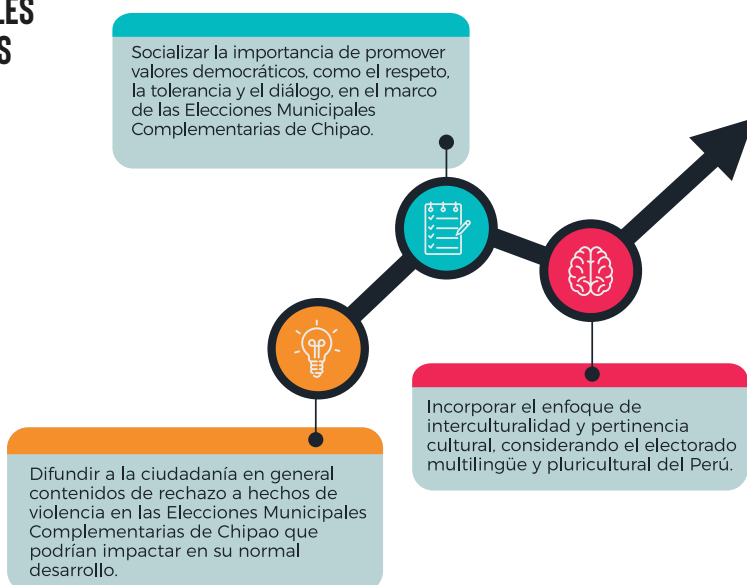 LES
S
Socializar la importancia de promover
valores democráticos, como el respeto,
la tolerancia y el diálogo, en el marco
de las Elecciones Municipales
Complementarias de Chipao.
Incorporar el enfoque de
interculturalidad y pertinencia
cultural, considerando el electorado
multilingüe y pluricultural del Perú.
Difundir a la ciudadanía en general
contenidos de rechazo a hechos de
violencia en las Elecciones Municipales
Complementarias de Chipao que
podrían impactar en su normal
desarrollo.